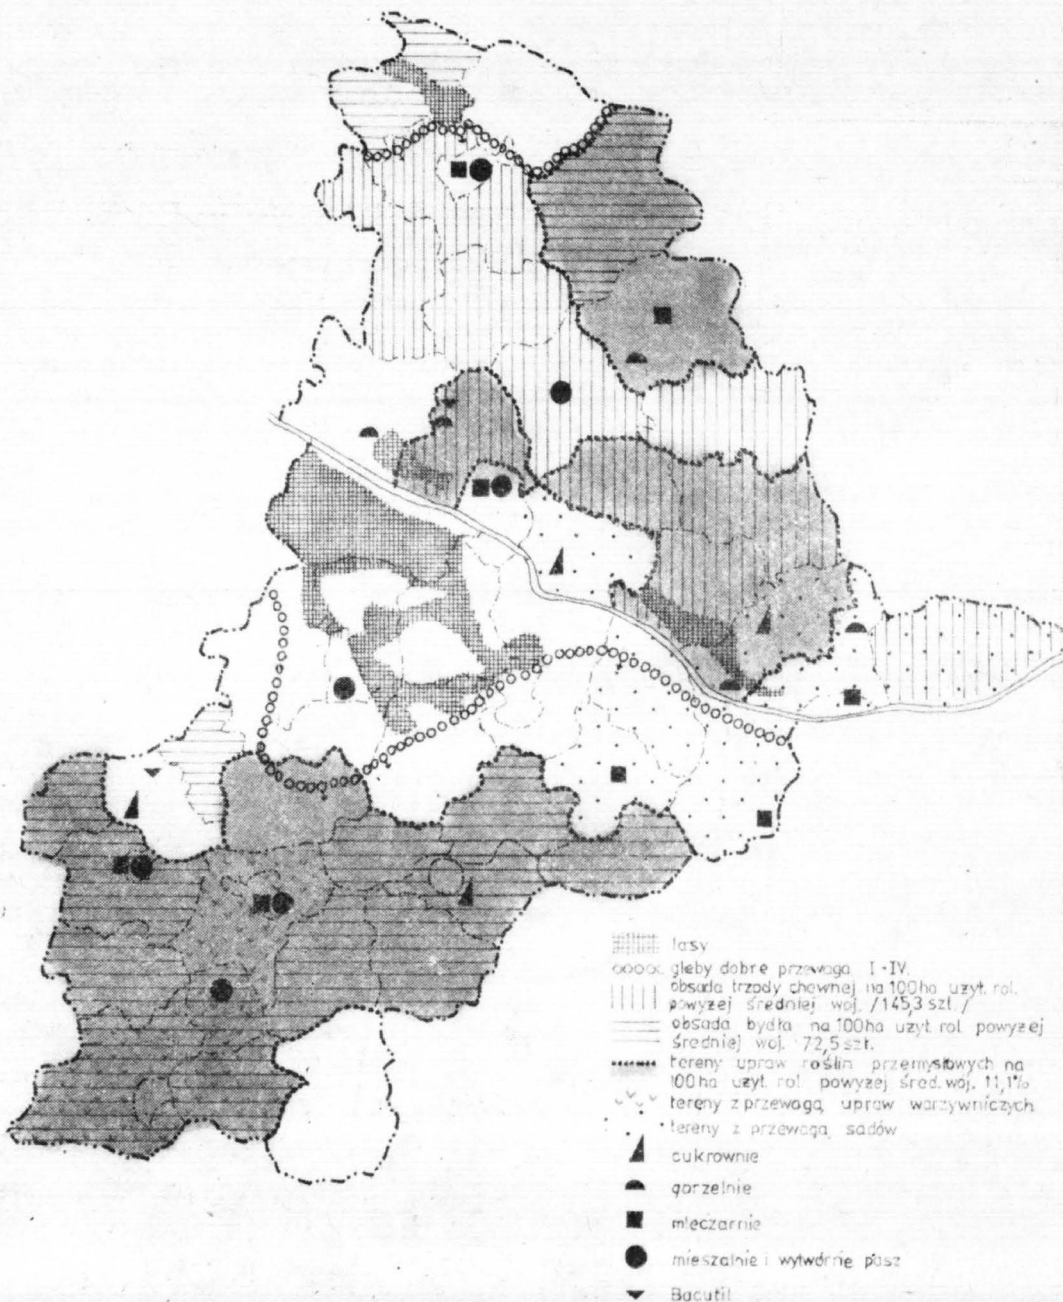 lasy
gleby dobre przewaga I-IV
obsada trzody chewnej na 100ha użyt. rol.
powyżej średniej woj. /145,3 szt./
obsada bydła na 100ha użyt. rol. powyżej
średniej woj. 72,5 szt.
tereny upraw roślin przemysłowych na
100ha użyt. rol. powyżej śred. woj. 11,1%
tereny z przewagą upraw warzywniczych
tereny z przewagą sadów
cukrownie
gorzelnie
mleczarnie
mieszalnie i wytwórnie pasz
Bacutil